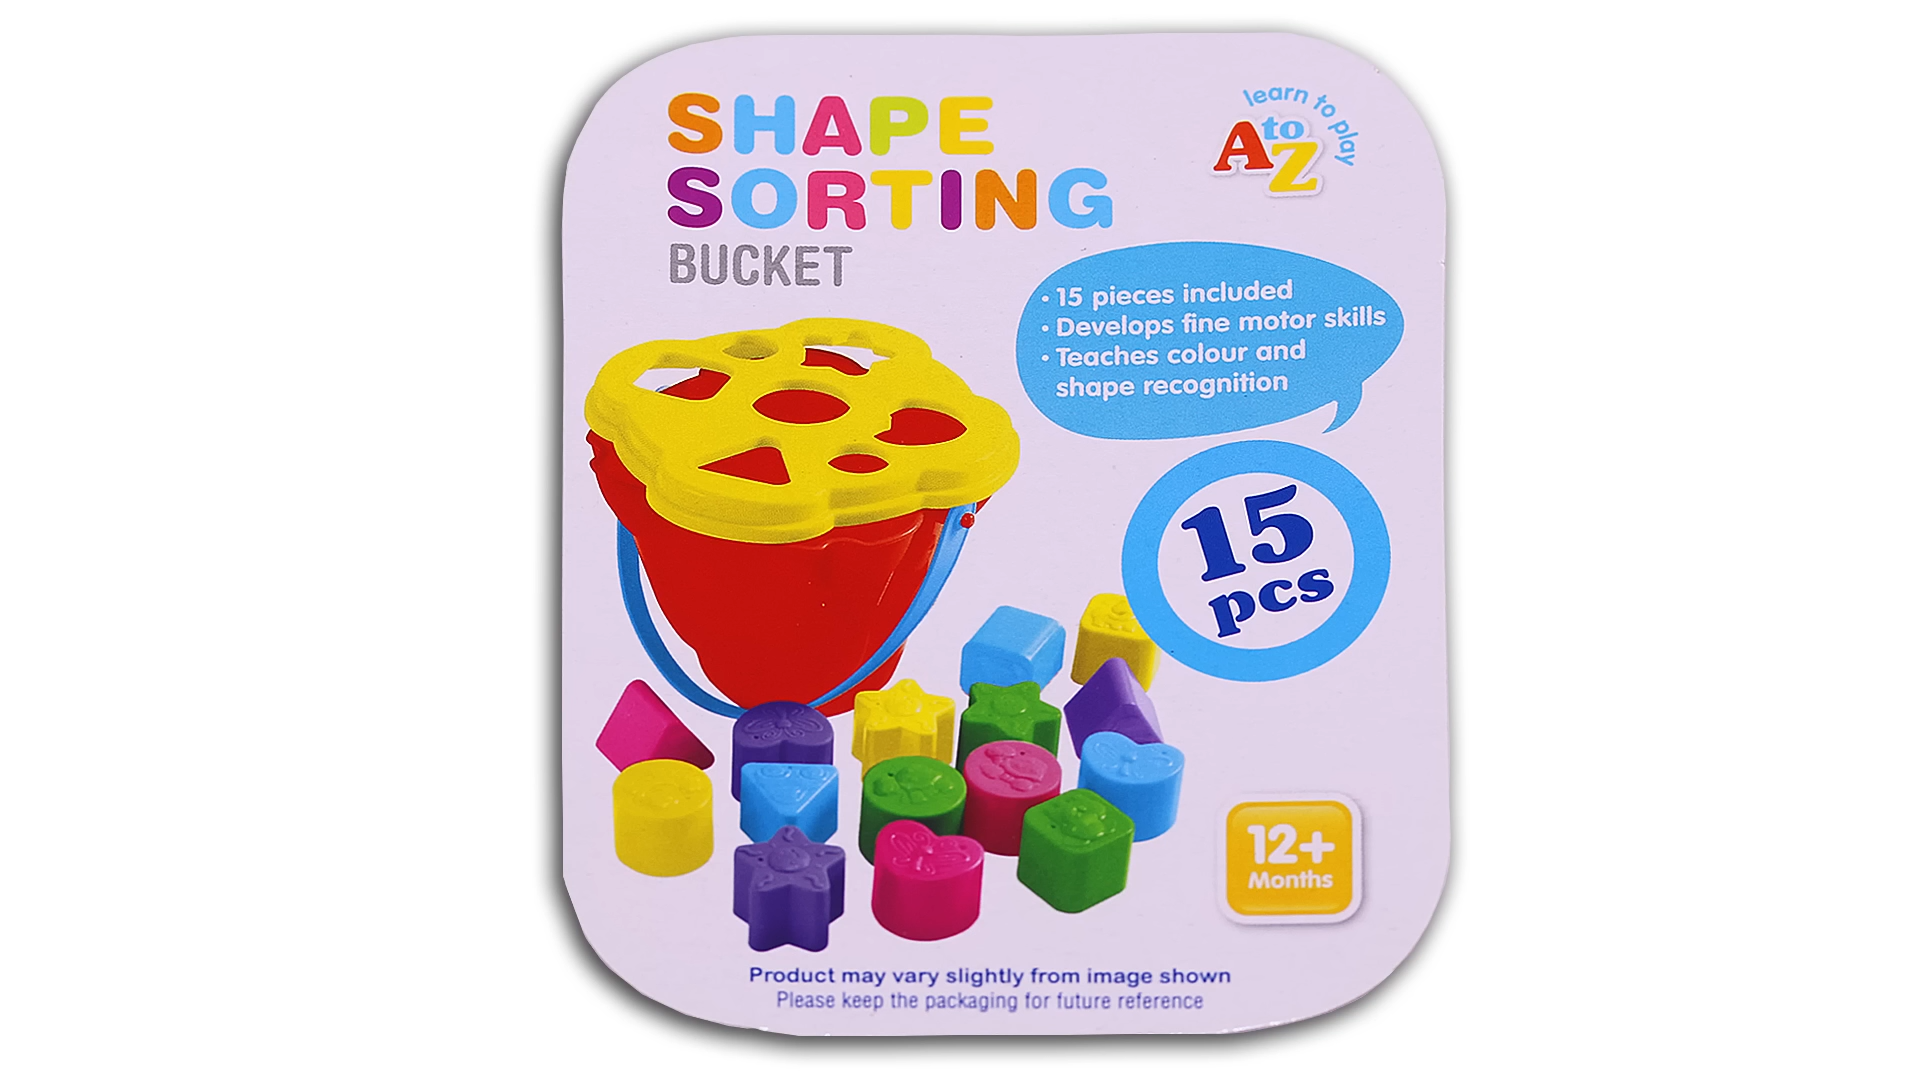 SHAPE
SORTING
BUCKET
learn to play
A to Z
• 15 pieces included
• Develops fine motor skills
• Teaches colour and
shape recognition
15
pcs
12+
Months
Product may vary slightly from image shown
Please keep the packaging for future reference